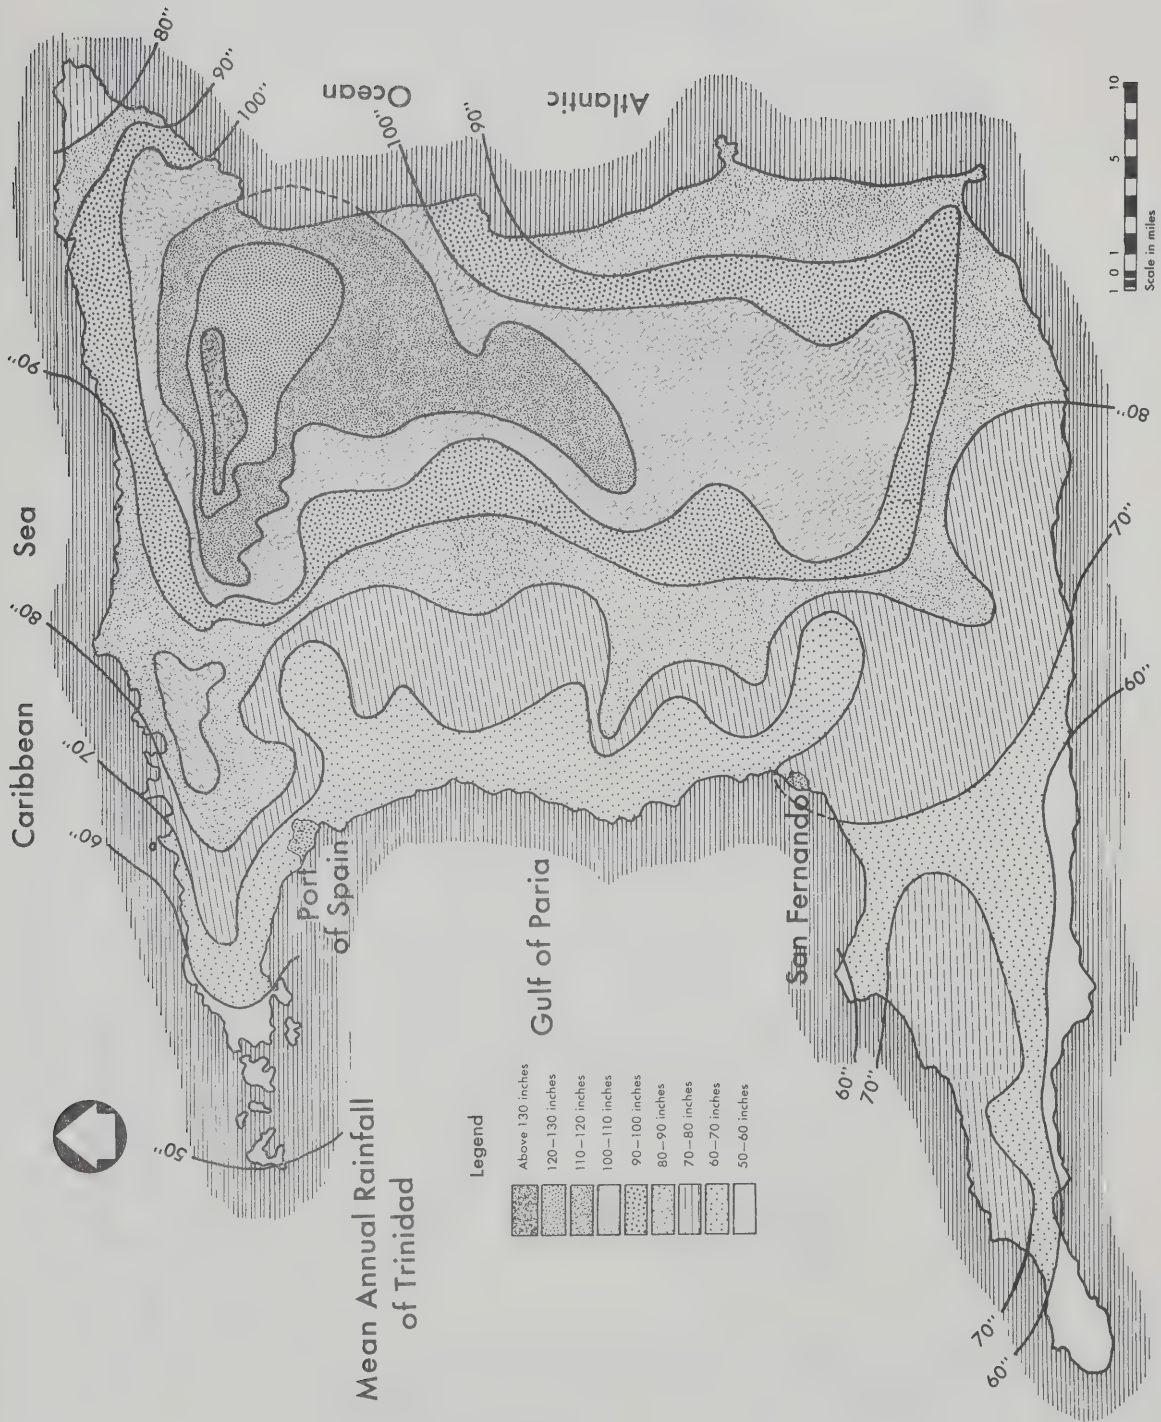 Caribbean Sea
Atlantic
Ocean
Gulf of Paria
Port
of Spain
San Fernando
80"
90"
100"
100"
90"
90"
80"
70"
60"
50"
80"
70"
60"
60"
70"
70"
60"
Mean Annual Rainfall
of Trinidad
Legend
Above 130 inches
120–130 inches
110–120 inches
100–110 inches
90–100 inches
80–90 inches
70–80 inches
60–70 inches
50–60 inches
1 0 1 5 10
Scale in miles